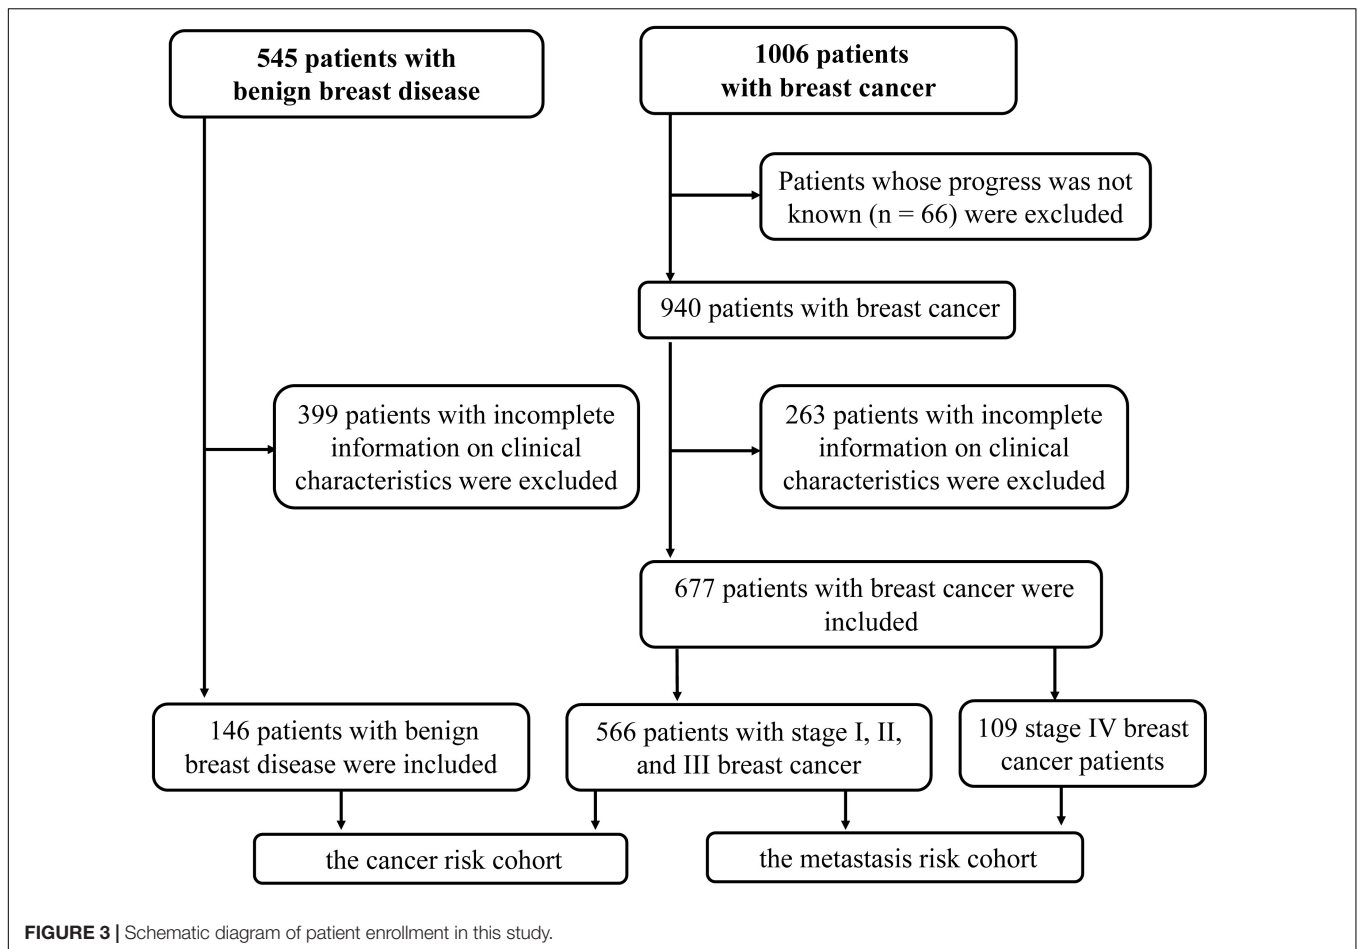 545 patients with
benign breast disease
1006 patients
with breast cancer
Patients whose progress was not
known (n = 66) were excluded
940 patients with breast cancer
399 patients with incomplete
information on clinical
characteristics were excluded
263 patients with incomplete
information on clinical
characteristics were excluded
677 patients with breast cancer were
included
146 patients with benign
breast disease were included
566 patients with stage I, II,
and III breast cancer
109 stage IV breast
cancer patients
the cancer risk cohort
the metastasis risk cohort
FIGURE 3 | Schematic diagram of patient enrollment in this study.